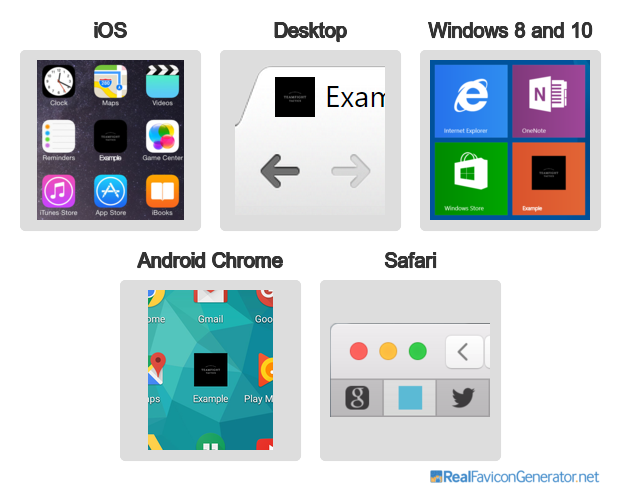 iOS
Desktop
Windows 8 and 10
Clock
Maps
Videos
Reminders
Example
Game Center
iTunes Store
App Store
iBooks
Exam
Internet Explorer
OneNote
Windows Store
Example
Android Chrome
Safari
ome
Gmail
Goo
aps
Example
Play M
RealFaviconGenerator.net